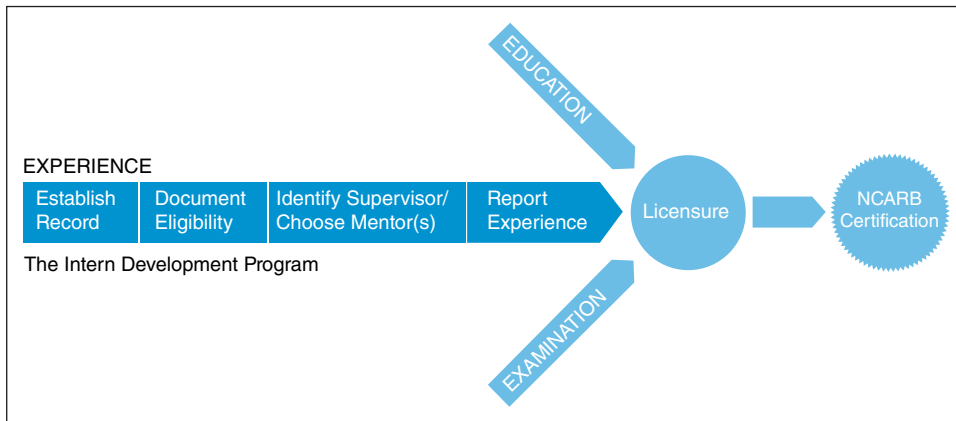 EDUCATION
EXPERIENCE
Establish
Record
Document
Eligibility
Identify Supervisor/
Choose Mentor(s)
Report
Experience
Licensure
NCARB
Certification
The Intern Development Program
EXAMINATION